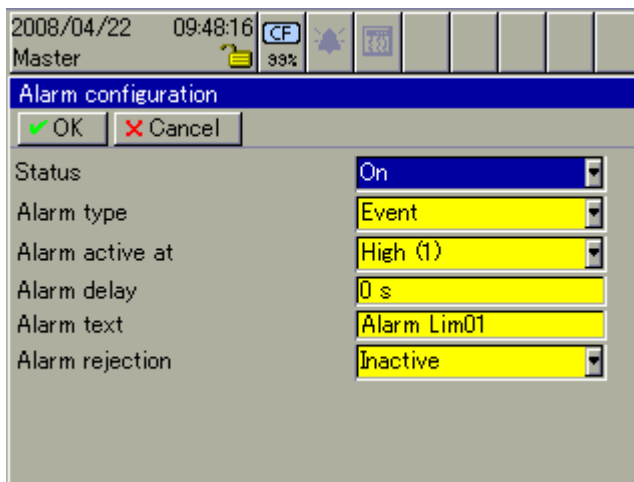 2008/04/22 09:48:16
CF
Master
99%
Alarm configuration
OK Cancel
Status On
Alarm type Event
Alarm active at High (1)
Alarm delay 0 s
Alarm text Alarm Lim01
Alarm rejection Inactive